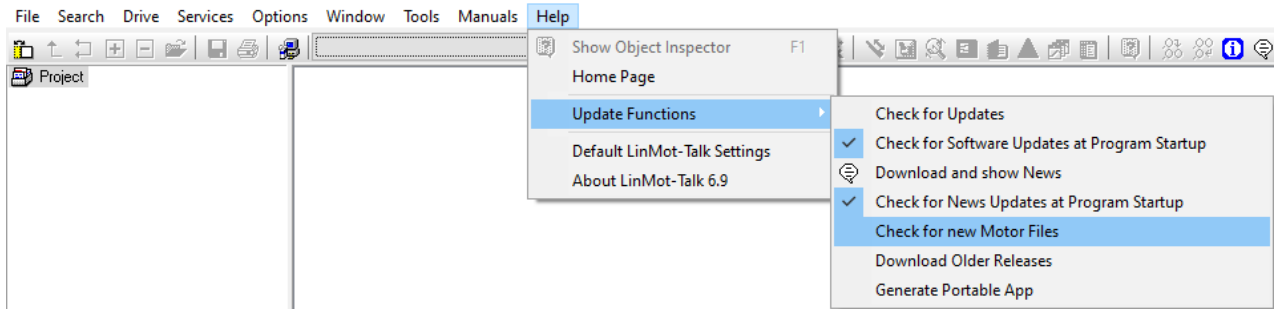 File Search Drive Services Options Window Tools Manuals Help
Show Object Inspector F1
Project
Home Page
Update Functions
Check for Updates
Check for Software Updates at Program Startup
Default LinMot-Talk Settings
Download and show News
About LinMot-Talk 6.9
Check for News Updates at Program Startup
Check for new Motor Files
Download Older Releases
Generate Portable App